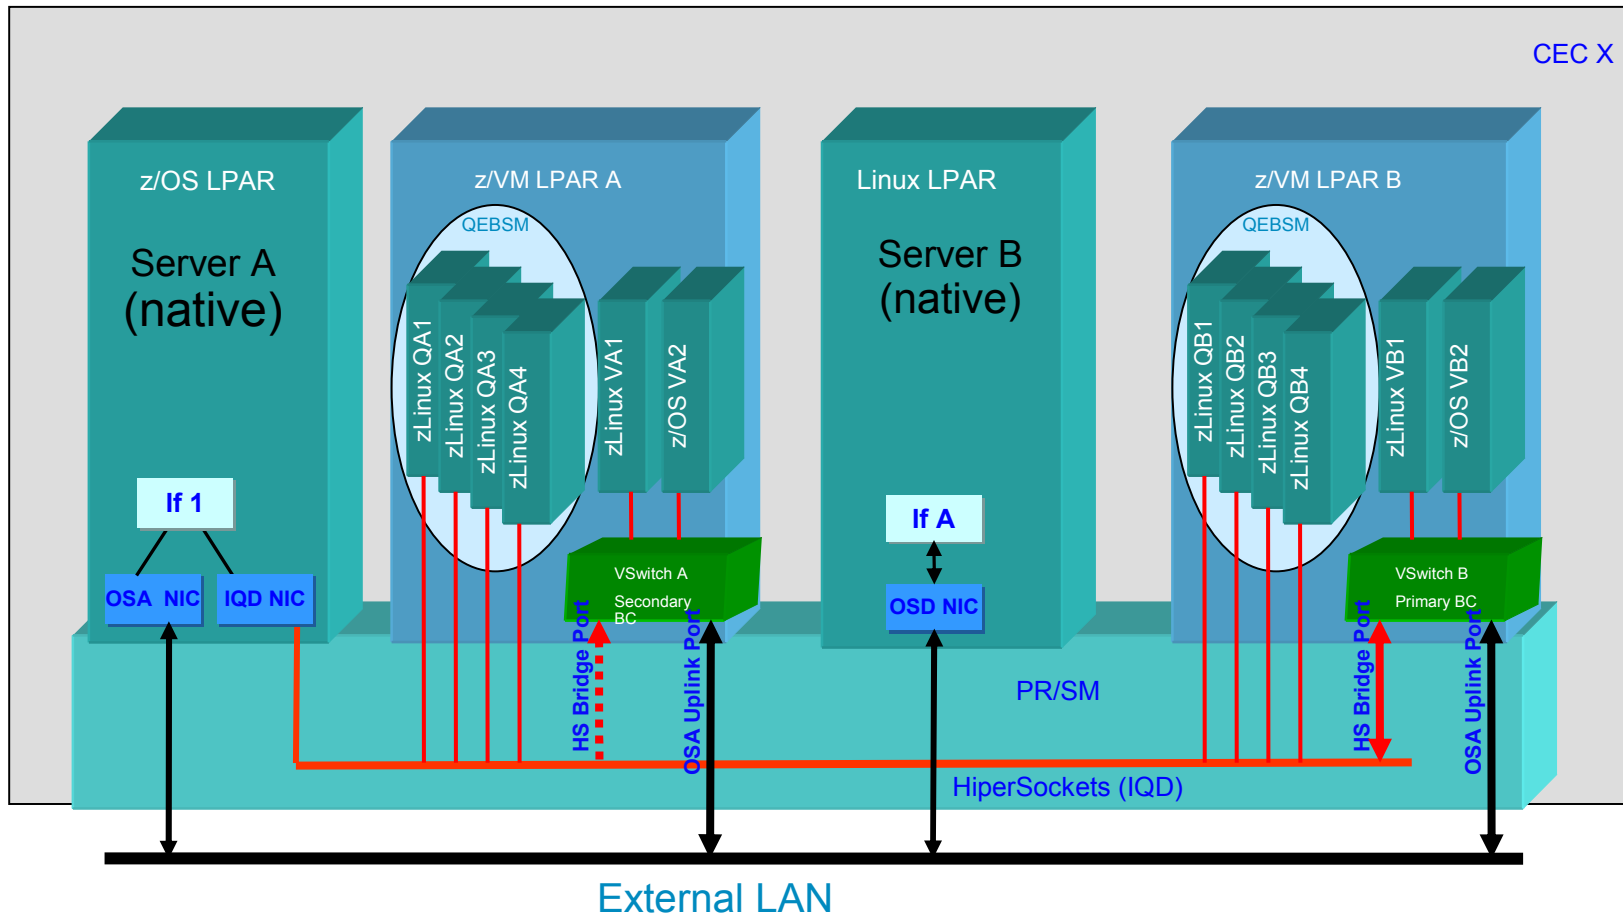 CEC X
z/OS LPAR
Server A
(native)
If 1
OSA NIC
IQD NIC
z/VM LPAR A
QEBSM
zLinux QA1
zLinux QA2
zLinux QA3
zLinux QA4
zLinux VA1
z/OS VA2
VSwitch A
Secondary
BC
HS Bridge Port
OSA Uplink Port
Linux LPAR
Server B
(native)
If A
OSD NIC
z/VM LPAR B
QEBSM
zLinux QB1
zLinux QB2
zLinux QB3
zLinux QB4
zLinux VB1
z/OS VB2
VSwitch B
Primary BC
HS Bridge Port
OSA Uplink Port
PR/SM
HiperSockets (IQD)
External LAN